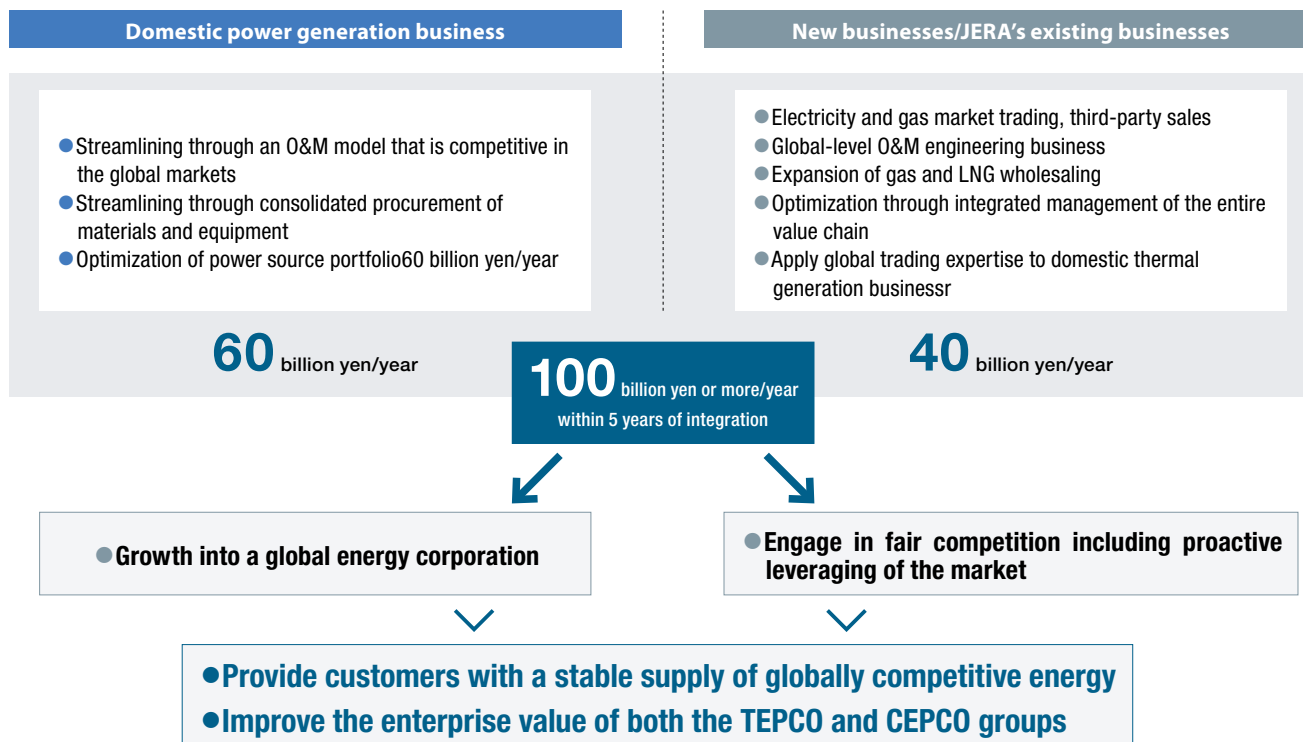 Domestic power generation business
●Streamlining through an O&M model that is competitive in
the global markets
●Streamlining through consolidated procurement of
materials and equipment
●Optimization of power source portfolio60 billion yen/year
60 billion yen/year
New businesses/JERA's existing businesses
●Electricity and gas market trading, third-party sales
●Global-level O&M engineering business
●Expansion of gas and LNG wholesaling
●Optimization through integrated management of the entire
value chain
●Apply global trading expertise to domestic thermal
generation businessr
40 billion yen/year
100 billion yen or more/year
within 5 years of integration
●Growth into a global energy corporation
●Engage in fair competition including proactive
leveraging of the market
●Provide customers with a stable supply of globally competitive energy
●Improve the enterprise value of both the TEPCO and CEPCO groups